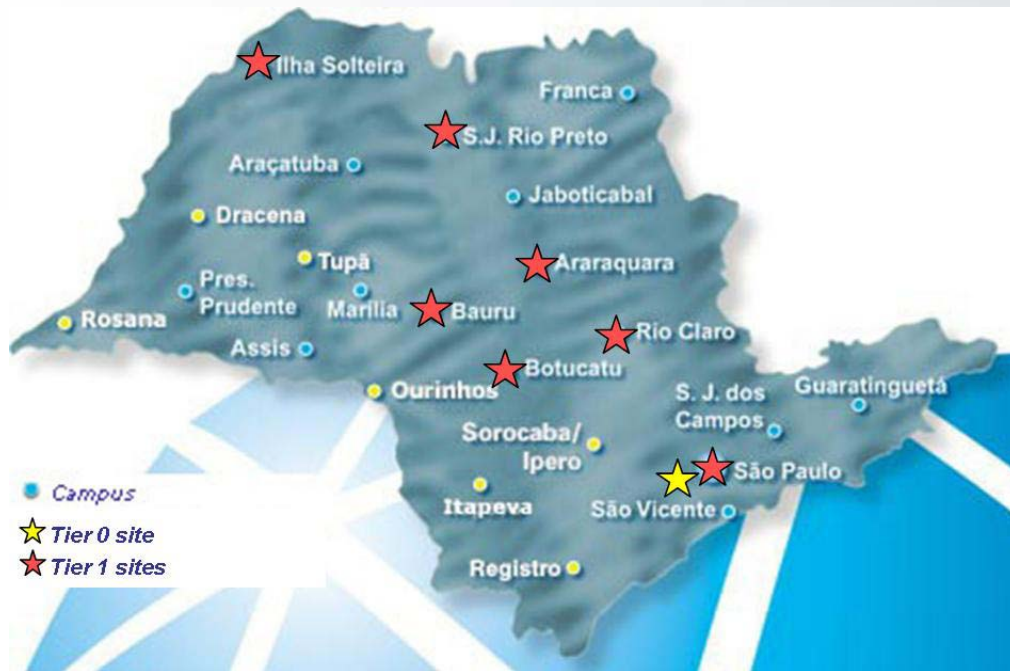 Ilha Solteira
Franca
S.J. Rio Preto
Araçatuba
Jaboticabal
Dracena
Tupã
Araraquara
Pres.
Prudente
Marília
Bauru
Rosana
Rio Claro
Assis
Botucatu
Ourinhos
S. J. dos
Campos
Guaratinguetá
Sorocaba/
Ipero
São Paulo
Itapeva
São Vicente
Registro
Campus
Tier 0 site
Tier 1 sites